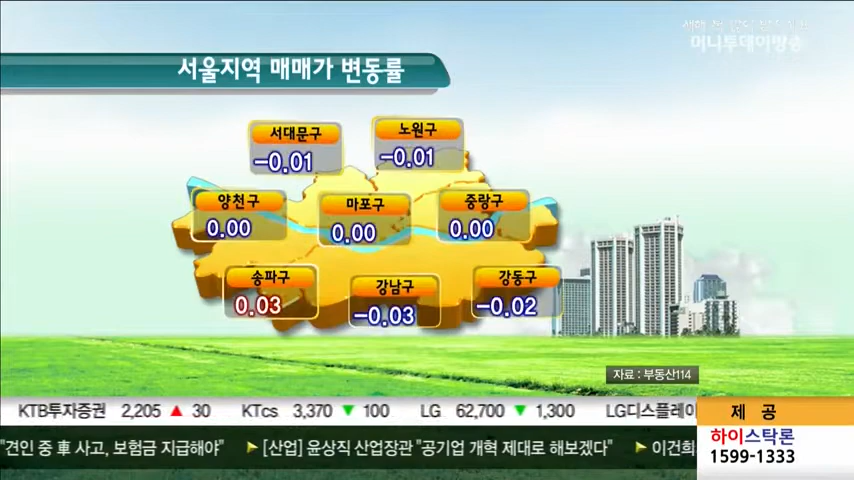 머니투데이방송
서울지역 매매가 변동률
서대문구
-0.01
노원구
-0.01
양천구
0.00
마포구
0.00
중랑구
0.00
송파구
0.03
강남구
-0.03
강동구
-0.02
자료 : 부동산114
KTB투자증권 2,205 ▲ 30 KTcs 3,370 ▼ 100 LG 62,700 ▼ 1,300 LG디스플레이
제 공
하이스탁론
1599-1333
"견인 중 車 사고, 보험금 지급해야" ▶ [산업] 윤상직 산업장관 "공기업 개혁 제대로 해보겠다" ▶ 이건희